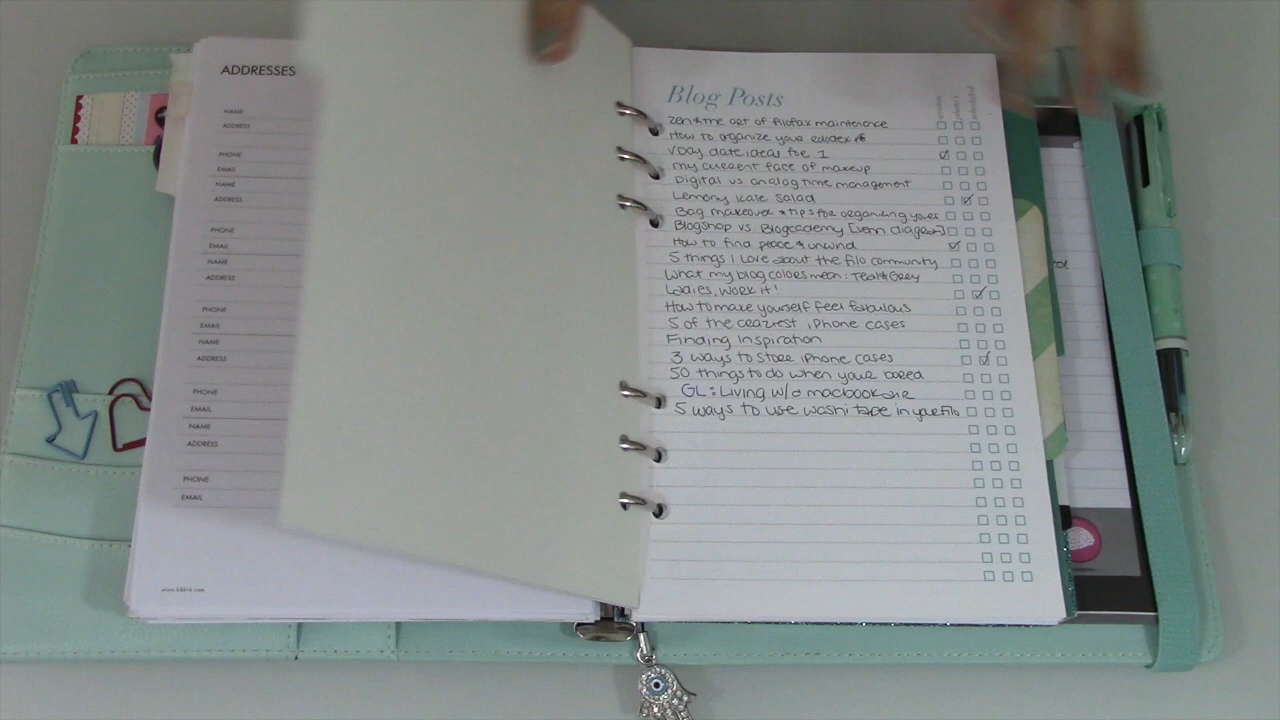 ADDRESSES
NAME
ADDRESS
PHONE
EMAIL
NAME
ADDRESS
PHONE
EMAIL
NAME
ADDRESS
PHONE
EMAIL
NAME
ADDRESS
PHONE
EMAIL
NAME
ADDRESS
PHONE
EMAIL
Blog Posts
zen & the art of filofax maintenance
How to organize your
VDay date ideas for 1
my current face of makeup
Digital vs analog time management
Lemony Kale Salad
Bag makeover & tips for organizing yours
Blogshop vs. Blogcademy [venn diagram]
How to find peace & unwind
5 things I Love about the filo community
What my blog colors mean: Teal & Grey
Ladies, Work it!
How to make yourself feel fabulous
5 of the craziest iPhone cases
Finding Inspiration
3 ways to store iPhone cases
50 things to do when your bored
GL: Living w/o macbook
5 ways to use washi tape in your filo